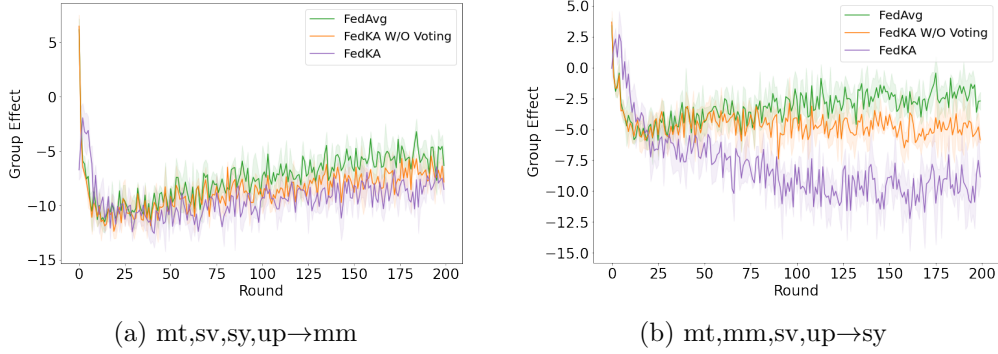 5
0
−5
−10
−15
Group Effect
0 25 50 75 100 125 150 175 200
Round
FedAvg
FedKA W/O Voting
FedKA
(a) mt,sv,sy,up→mm
5.0
2.5
0.0
−2.5
−5.0
−7.5
−10.0
−12.5
−15.0
Group Effect
0 25 50 75 100 125 150 175 200
Round
FedAvg
FedKA W/O Voting
FedKA
(b) mt,mm,sv,up→sy